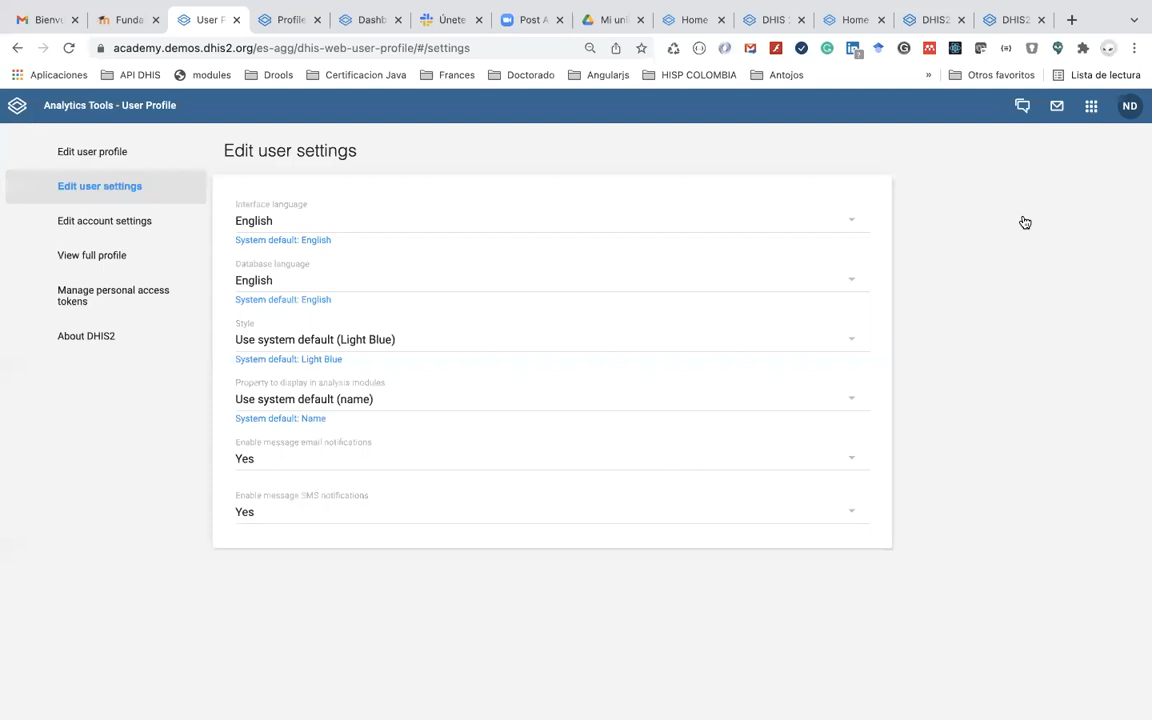 Bienve
Funda
User P
Profile
Dashb
Únete
Post A
Mi uni
Home
DHIS
Home
DHIS2
DHIS2
academy.demos.dhis2.org/es-agg/dhis-web-user-profile/#/settings
Aplicaciones
API DHIS
modules
Drools
Certificacion Java
Frances
Doctorado
Angularjs
HISP COLOMBIA
Antojos
»
Otros favoritos
Lista de lectura
Analytics Tools - User Profile
ND
Edit user profile
Edit user settings
Edit account settings
View full profile
Manage personal access
tokens
About DHIS2
Edit user settings
Interface language
English
System default: English
Database language
English
System default: English
Style
Use system default (Light Blue)
System default: Light Blue
Property to display in analysis modules
Use system default (name)
System default: Name
Enable message email notifications
Yes
Enable message SMS notifications
Yes